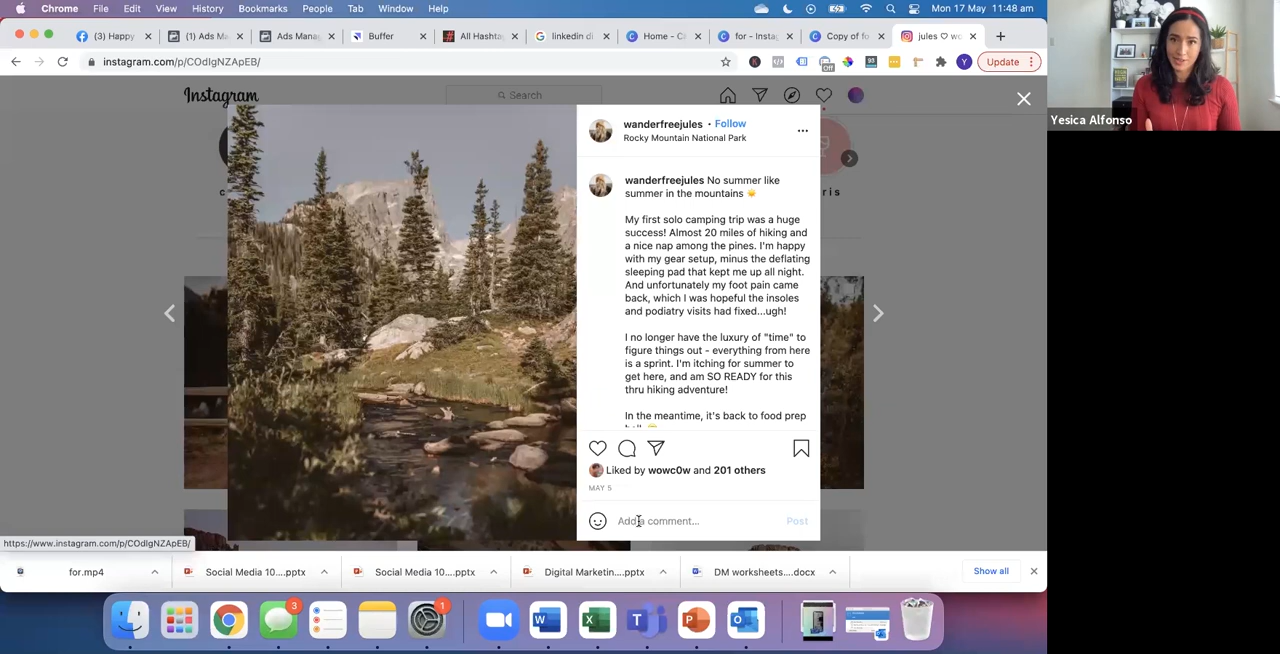 Chrome File Edit View History Bookmarks People Tab Window Help
Mon 17 May 11:48 am
(3) Happy
(1) Ads Ma
Ads Mana
Buffer
All Hashta
linkedin di
Home - C
for - Insta
Copy of fo
jules ♡ wo
instagram.com/p/COdIgNZApEB/
Off
98
Y
Update
Instagram
Search
wanderfreejules • Follow
Rocky Mountain National Park
wanderfreejules No summer like
summer in the mountains ☀️
My first solo camping trip was a huge
success! Almost 20 miles of hiking and
a nice nap among the pines. I'm happy
with my gear setup, minus the deflating
sleeping pad that kept me up all night.
And unfortunately my foot pain came
back, which I was hopeful the insoles
and podiatry visits had fixed...ugh!
I no longer have the luxury of "time" to
figure things out - everything from here
is a sprint. I'm itching for summer to
get here, and am SO READY for this
thru hiking adventure!
In the meantime, it's back to food prep
ris
Liked by wowc0w and 201 others
MAY 5
Add a comment...
Post
https://www.instagram.com/p/COdIgNZApEB/
for.mp4
Social Media 10....pptx
Social Media 10....pptx
Digital Marketin....pptx
DM worksheets....docx
Show all
3
1
Yesica Alfonso